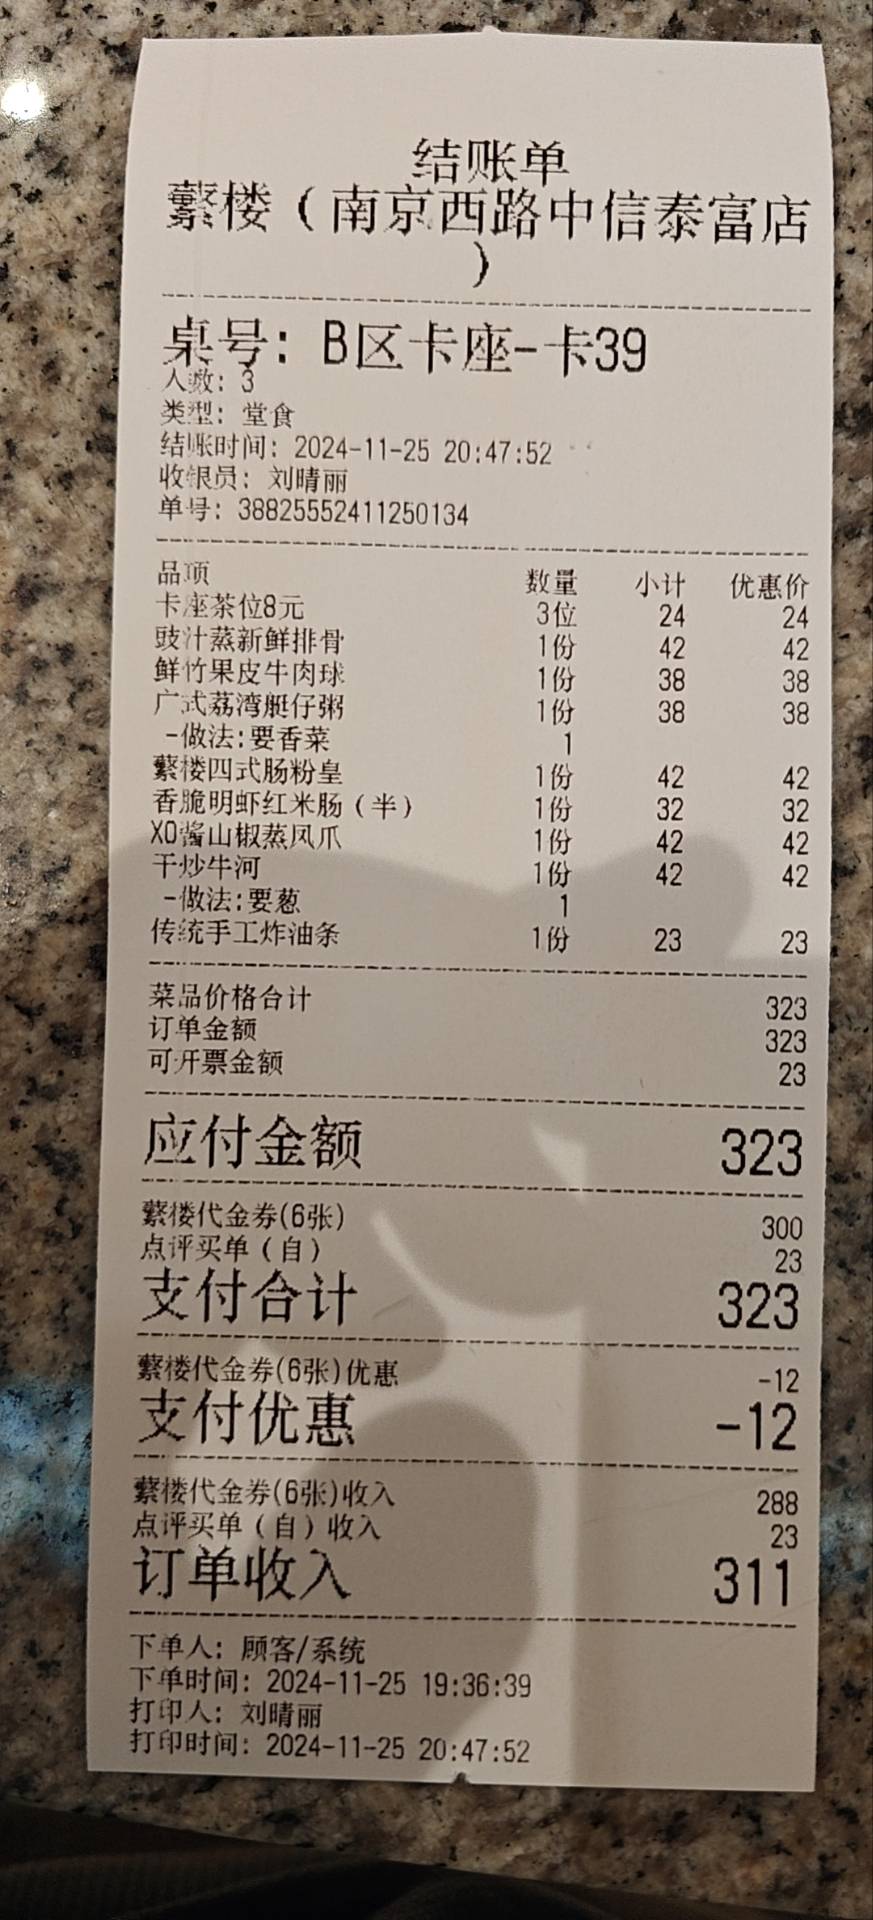 结账单
蘩楼（南京西路中信泰富店
）
桌号: B区卡座-卡39
人数: 3
类型: 堂食
结账时间: 2024-11-25 20:47:52
收银员: 刘晴丽
单号: 38825552411250134
品项 数量 小计 优惠价
卡座茶位8元 3位 24 24
豉汁蒸新鲜排骨 1份 42 42
鲜竹果皮牛肉球 1份 38 38
广式荔湾艇仔粥 1份 38 38
-做法:要香菜 1
蘩楼四式肠粉皇 1份 42 42
香脆明虾红米肠（半） 1份 32 32
XO酱山椒蒸凤爪 1份 42 42
干炒牛河 1份 42 42
-做法:要葱 1
传统手工炸油条 1份 23 23
菜品价格合计 323
订单金额 323
可开票金额 23
应付金额 323
蘩楼代金券(6张) 300
点评买单（自） 23
支付合计 323
蘩楼代金券(6张)优惠 -12
支付优惠 -12
蘩楼代金券(6张)收入 288
点评买单（自）收入 23
订单收入 311
下单人: 顾客/系统
下单时间: 2024-11-25 19:36:39
打印人: 刘晴丽
打印时间: 2024-11-25 20:47:52